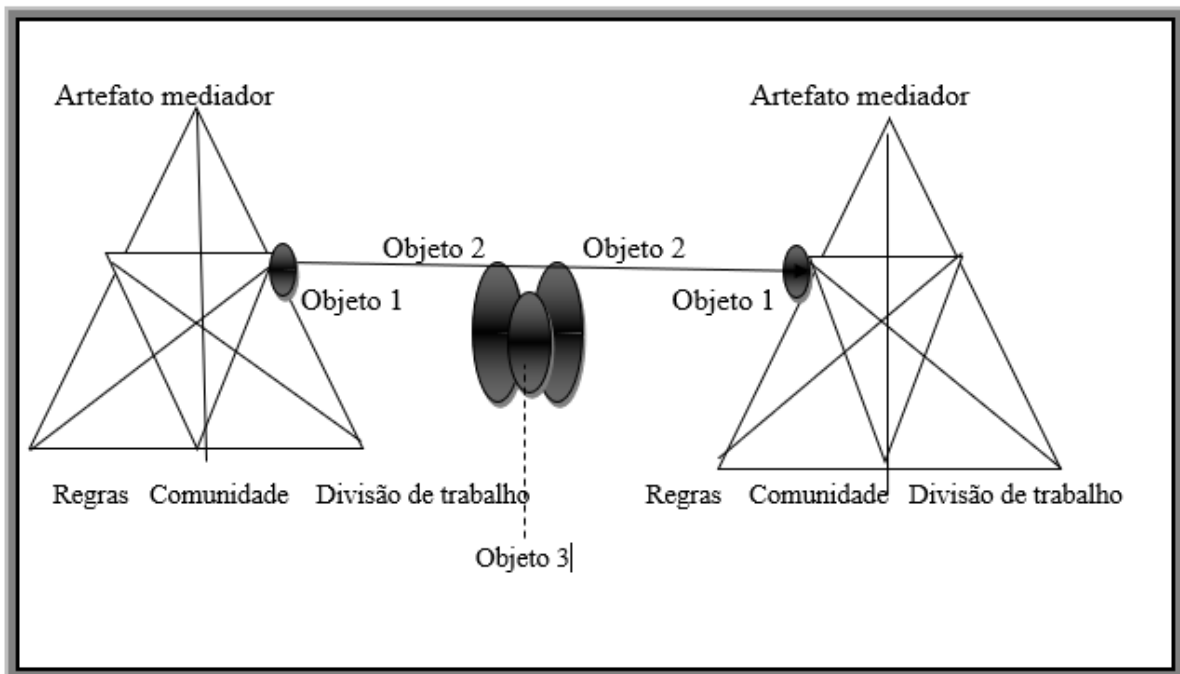 Artefato mediador
Artefato mediador
Objeto 2
Objeto 2
Objeto 1
Objeto 1
Regras Comunidade Divisão de trabalho
Regras Comunidade Divisão de trabalho
Objeto 3